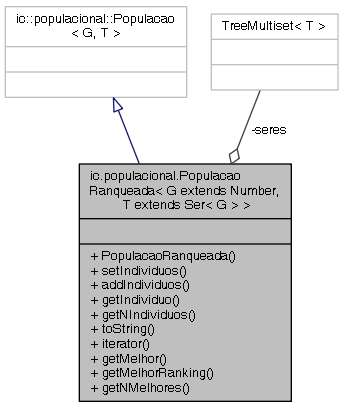 ic::populacional::Populacao
< G, T >
TreeMultiset< T >
-seres
ic.populacional.Populacao
Ranqueada< G extends Number,
T extends Ser< G > >
+ PopulacaoRanqueada()
+ setIndividuos()
+ addIndividuos()
+ getIndividuo()
+ getNIndividuos()
+ toString()
+ iterator()
+ getMelhor()
+ getMelhorRanking()
+ getNMelhores()